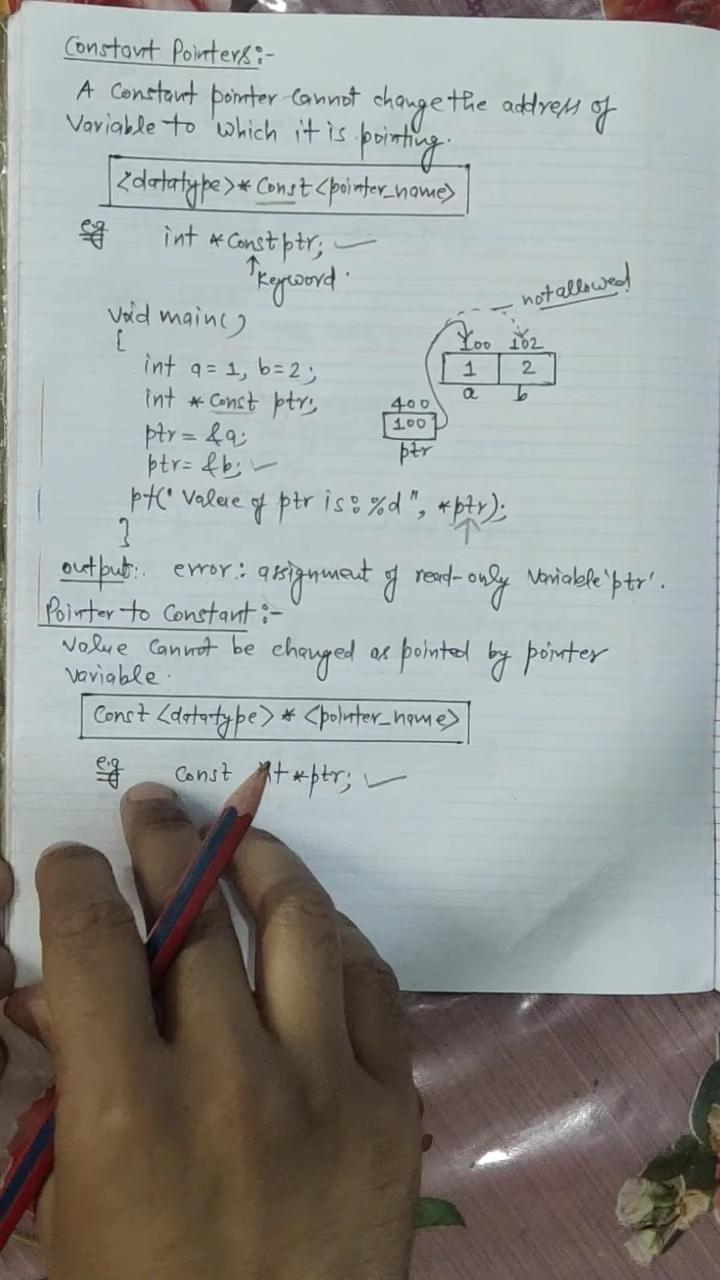 Constant Pointers:-
A Constant pointer cannot change the address of
Variable to which it is pointing.
<datatype>* Const <pointer_name>
e.g int *Const ptr;
Keyword.
not allowed
void main()
{
100 102
int a = 1, b=2;
1 2
a b
int * Const ptr;
400
100
ptr
ptr = &a;
ptr= &b;
pf(" Value of ptr is: %d", *ptr);
}
output:. error: assignment of read-only Variable 'ptr'.
Pointer to Constant :-
Value Cannot be changed as pointed by pointer
Variable.
Const <datatype> * <pointer_name>
e.g Const *ptr;